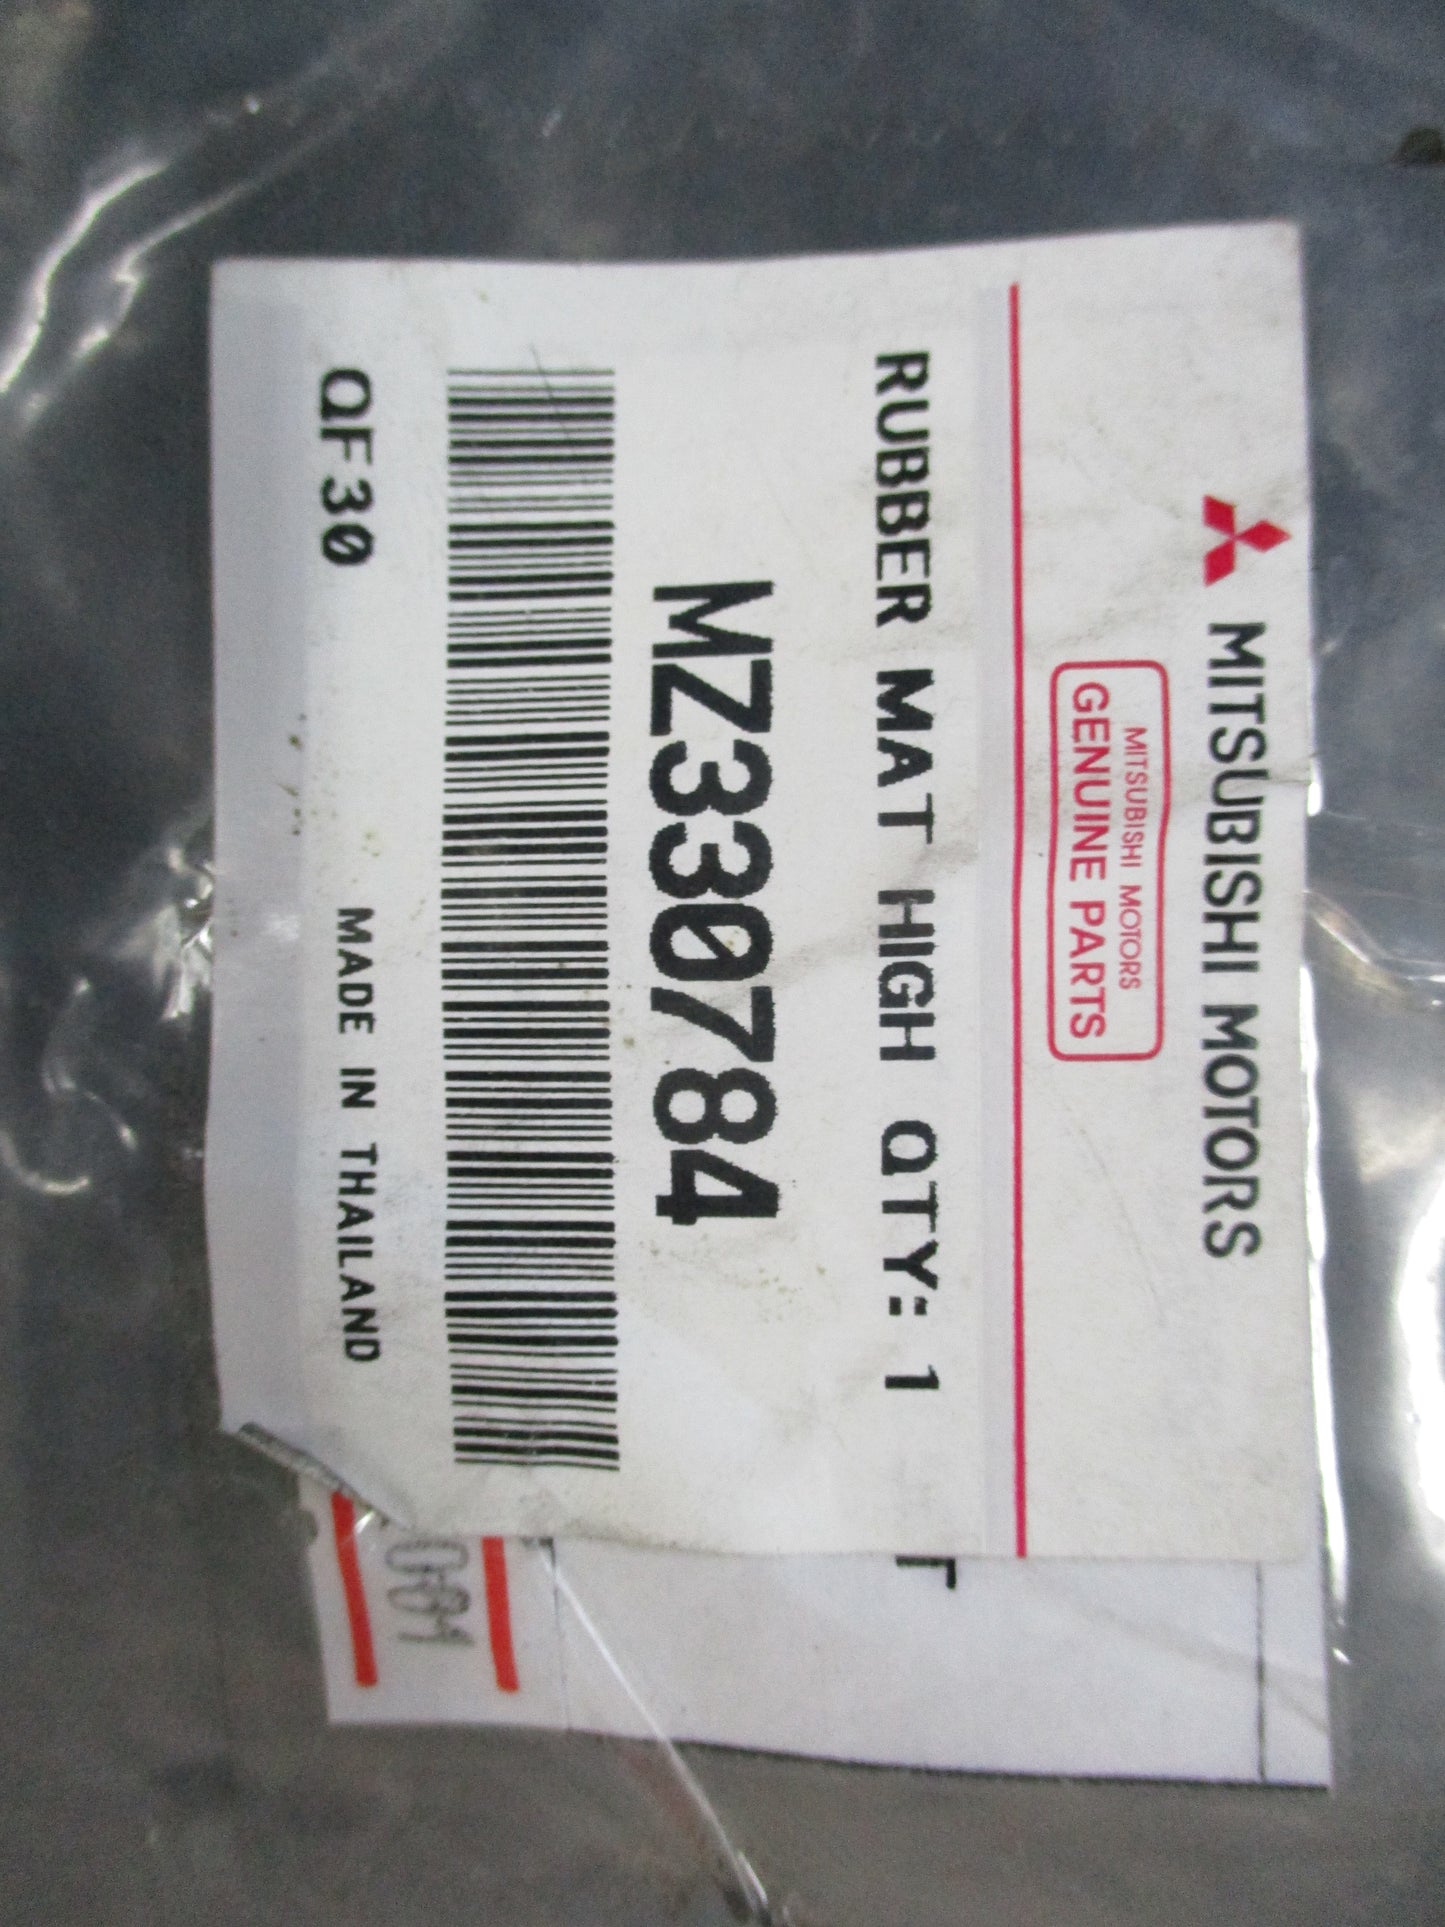 MITSUBISHI MOTORS
MITSUBISHI MOTORS
GENUINE PARTS
RUBBER MAT HIGH QTY: 1
MZ330784
QF30
MADE IN THAILAND